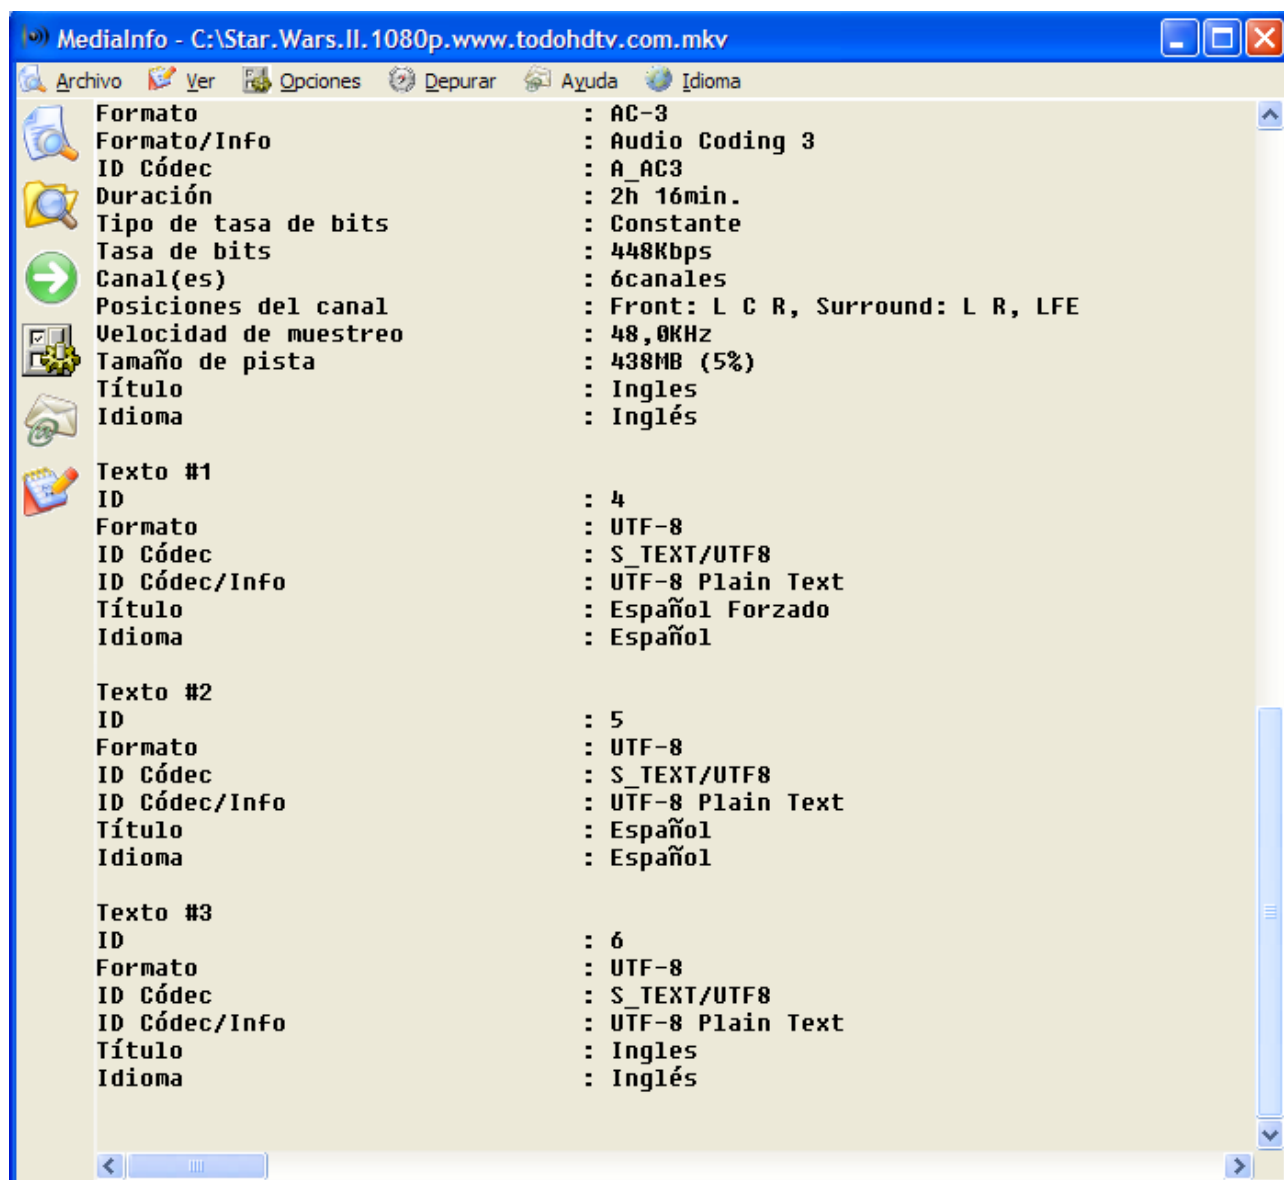 MediaInfo - C:\Star.Wars.II.1080p.www.todohdtv.com.mkv
Archivo Ver Opciones Depurar Ayuda Idioma
Formato : AC-3
Formato/Info : Audio Coding 3
ID Códec : A_AC3
Duración : 2h 16min.
Tipo de tasa de bits : Constante
Tasa de bits : 448Kbps
Canal(es) : 6canales
Posiciones del canal : Front: L C R, Surround: L R, LFE
Velocidad de muestreo : 48,0KHz
Tamaño de pista : 438MB (5%)
Título : Ingles
Idioma : Inglés
Texto #1
ID : 4
Formato : UTF-8
ID Códec : S_TEXT/UTF8
ID Códec/Info : UTF-8 Plain Text
Título : Español Forzado
Idioma : Español
Texto #2
ID : 5
Formato : UTF-8
ID Códec : S_TEXT/UTF8
ID Códec/Info : UTF-8 Plain Text
Título : Español
Idioma : Español
Texto #3
ID : 6
Formato : UTF-8
ID Códec : S_TEXT/UTF8
ID Códec/Info : UTF-8 Plain Text
Título : Ingles
Idioma : Inglés